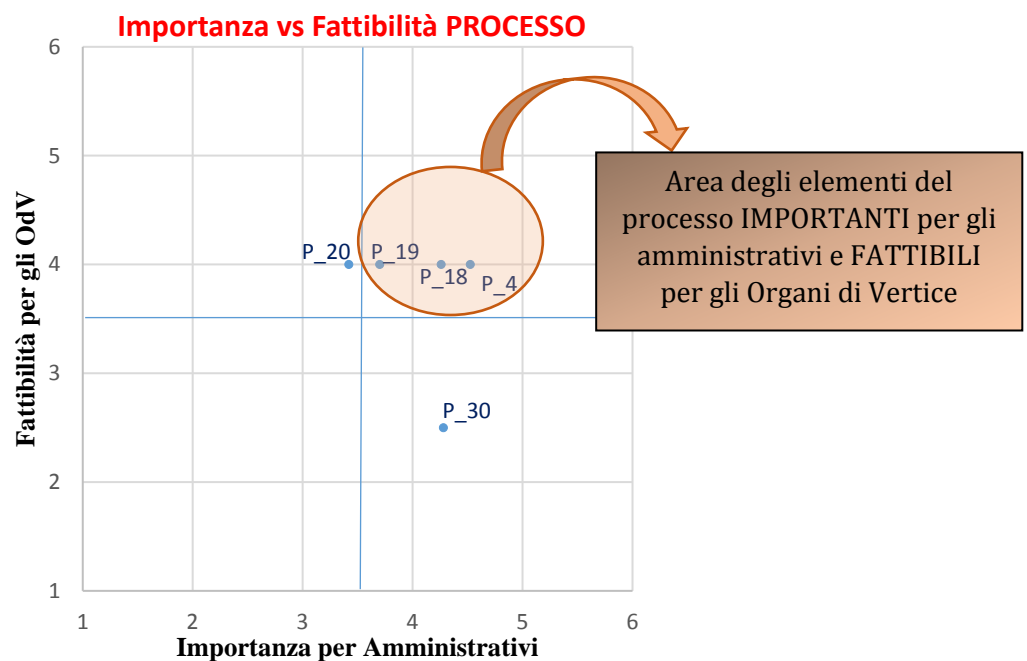 Importanza vs Fattibilità PROCESSO
6
5
4
3
2
1
Fattibilità per gli OdV
P_20
P_19
P_18
P_4
P_30
Area degli elementi del
processo IMPORTANTI per gli
amministrativi e FATTIBILI
per gli Organi di Vertice
1 2 3 4 5 6
Importanza per Amministrativi